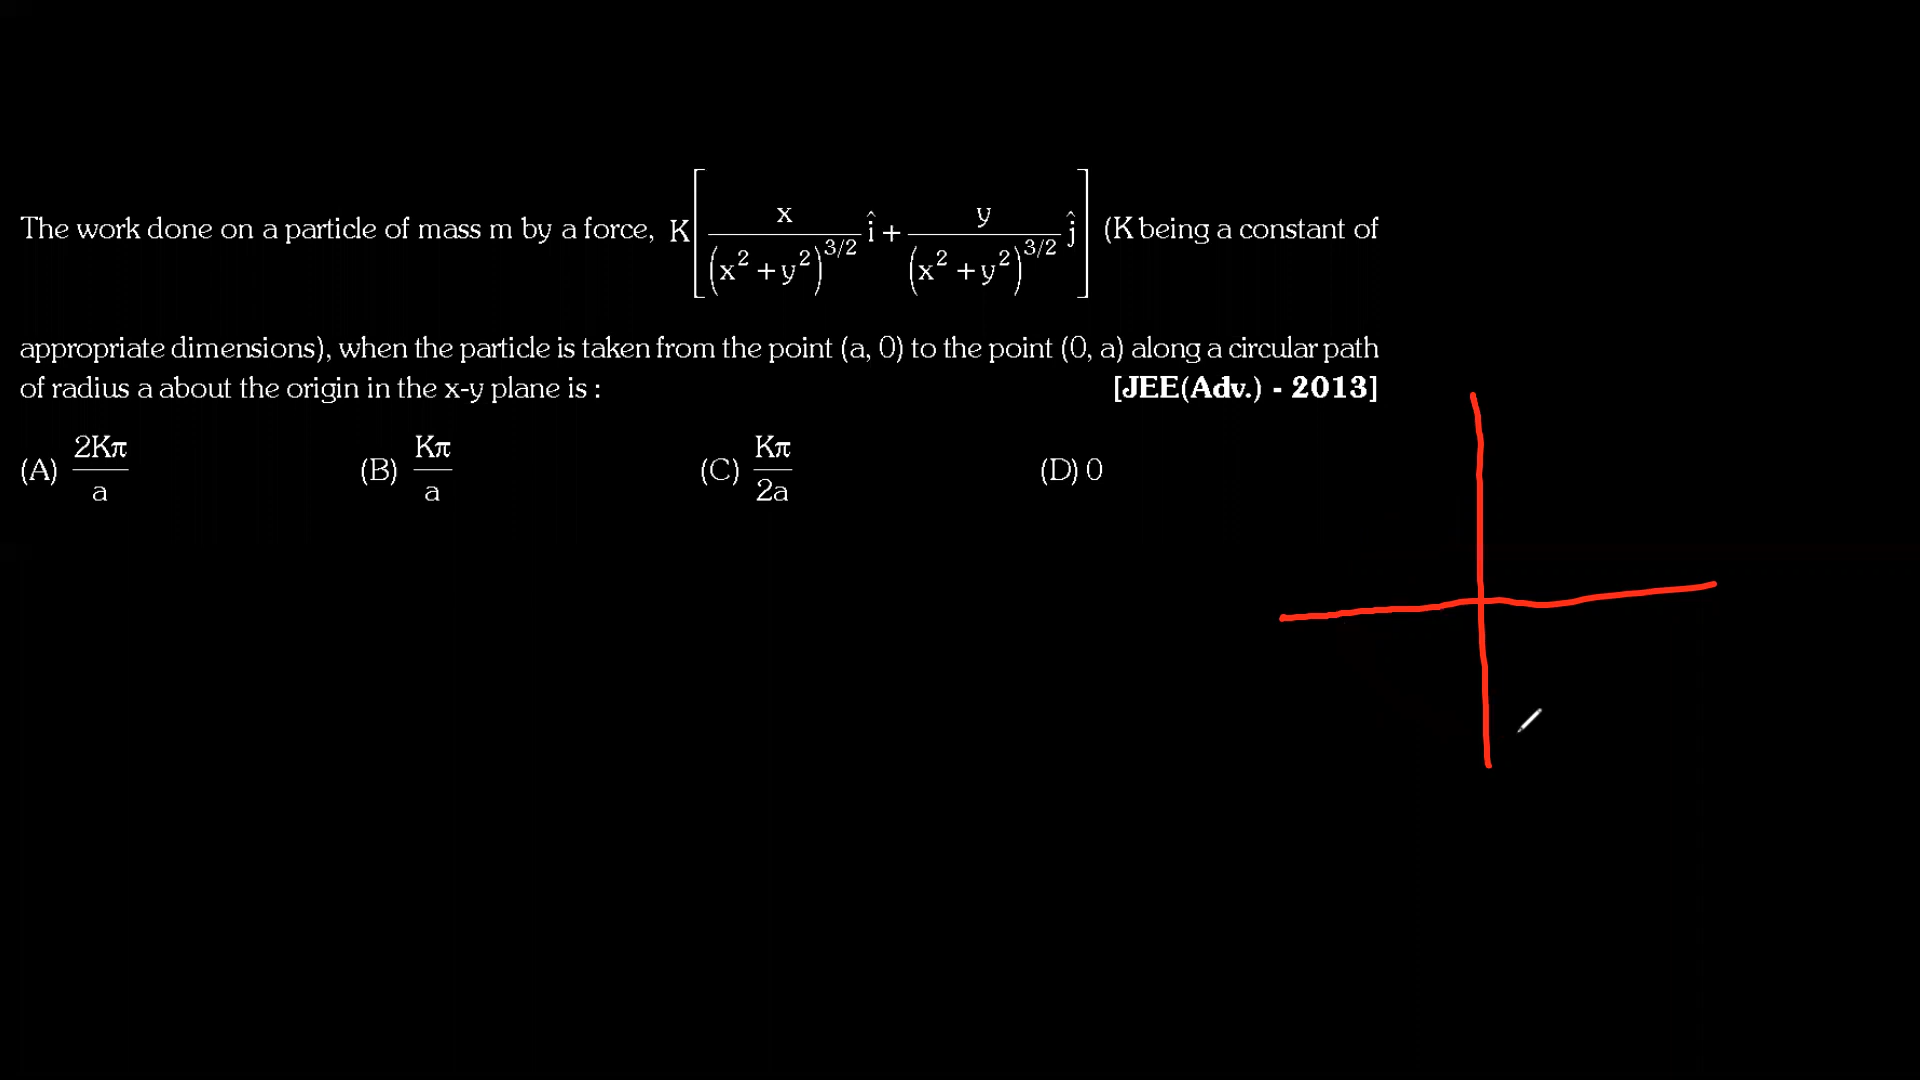 The work done on a particle of mass m by a force, K[x/(x²+y²)^3/2 î + y/(x²+y²)^3/2 ĵ] (K being a constant of
appropriate dimensions), when the particle is taken from the point (a, 0) to the point (0, a) along a circular path
of radius a about the origin in the x-y plane is : [JEE(Adv.) - 2013]
(A) 2Kπ/a (B) Kπ/a (C) Kπ/2a (D) 0